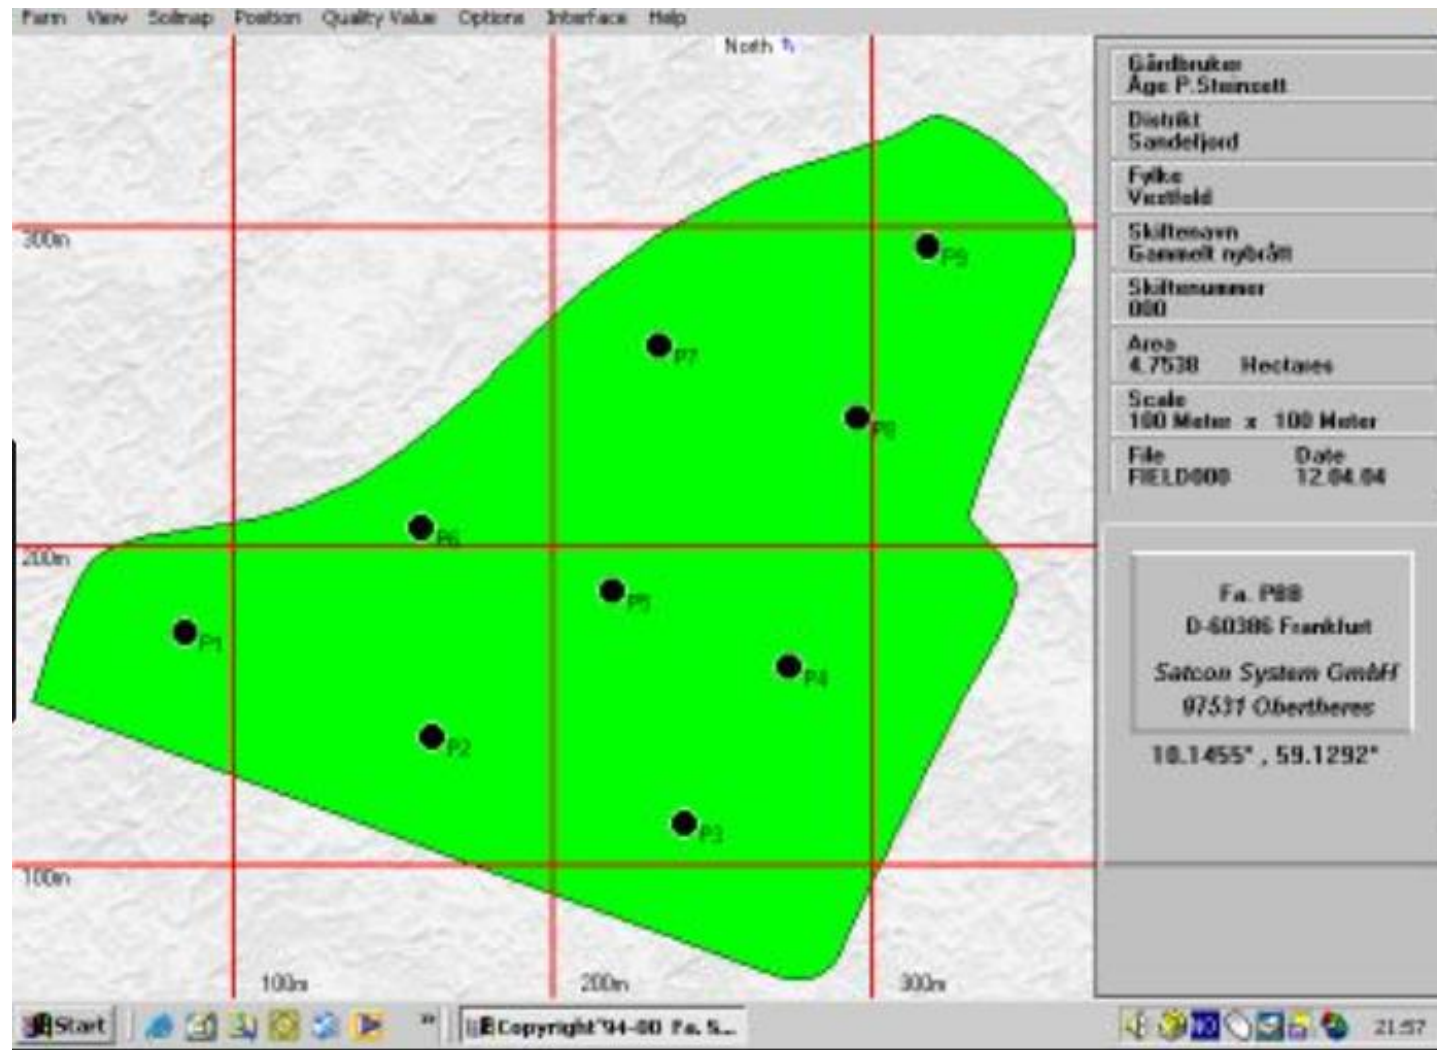 Farm View Soilmap Position Quality Value Options Interface Help
North
Gårdbruker
Åge P.Steinsett
Distrikt
Sandefjord
Fylke
Vestfold
Skiftenavn
Gammelt nybrått
Skiftenummer
000
Area
4.7538 Hectares
Scale
100 Meter x 100 Meter
File Date
FIELD000 12.04.04
300m
P9
P7
P8
P6
200m
P5
P1
P4
P2
P3
100m
100m 200m 300m
Fa.
D-60386 Frankfurt
Satcon System GmbH
97531 Obertheres
10.1455° , 59.1292°
Start
»
Copyright'94-00 Fa. S...
NO
21:57